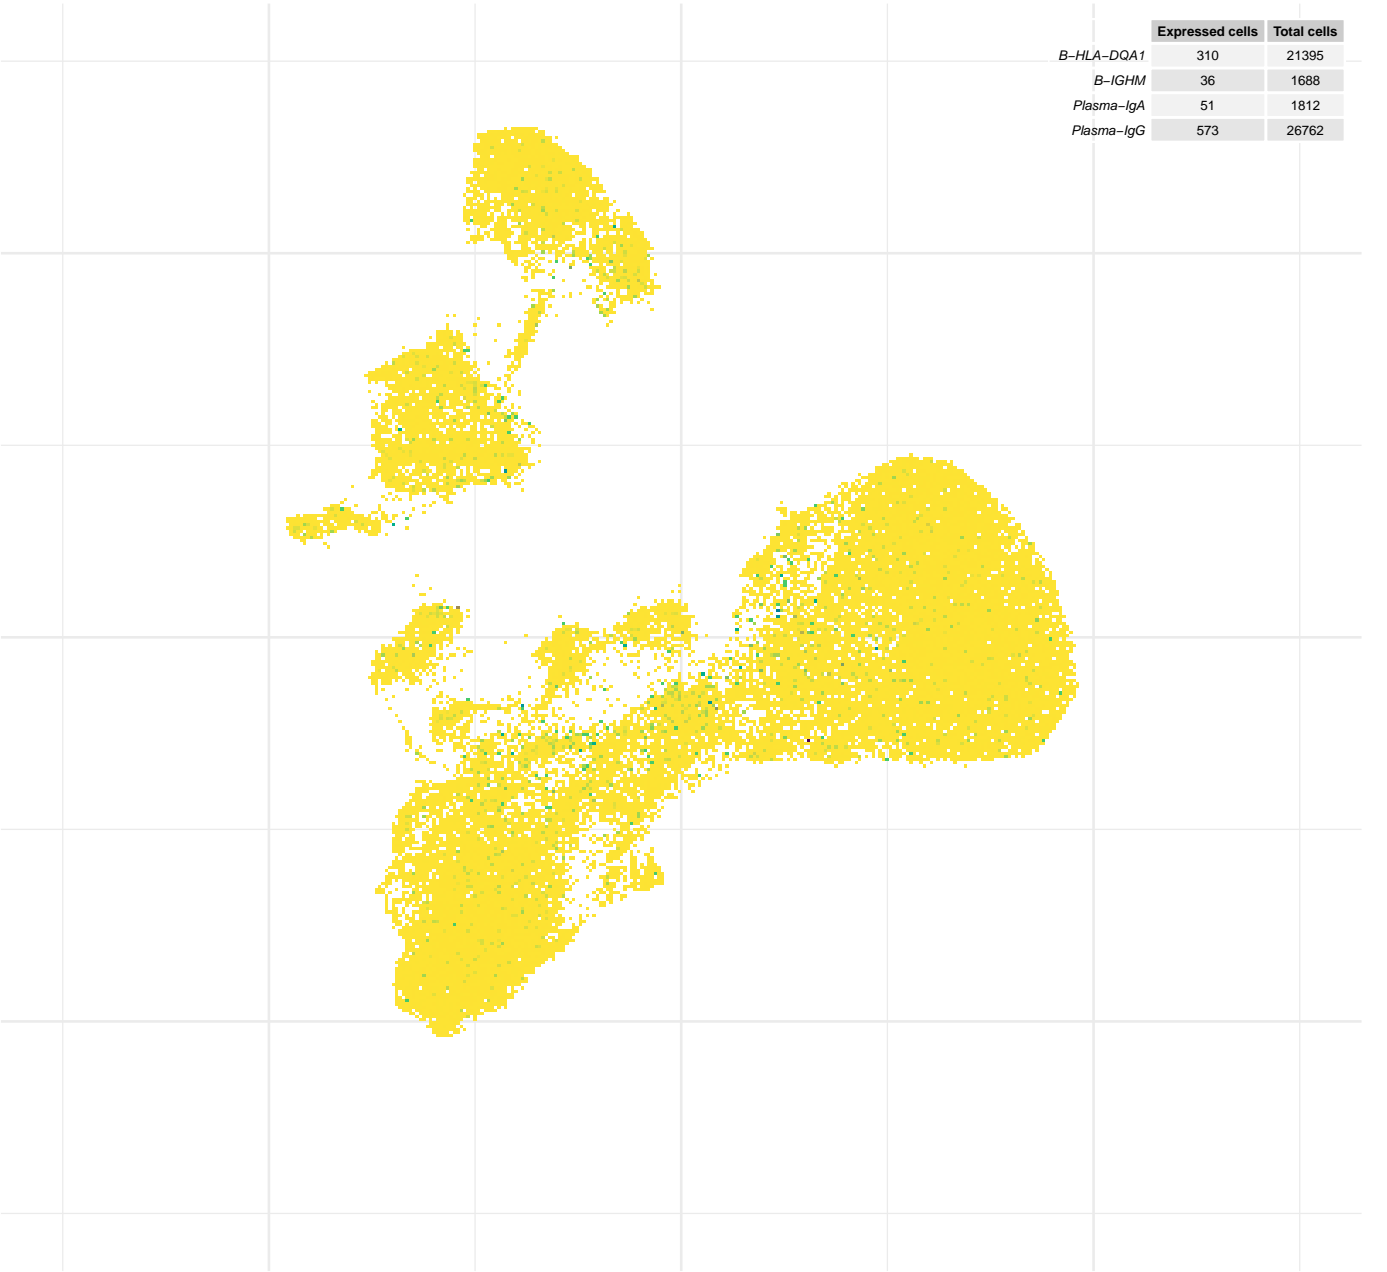 Expressed cells Total cells
B−HLA−DQA1 310 21395
B−IGHM 36 1688
Plasma−IgA 51 1812
Plasma−IgG 573 26762